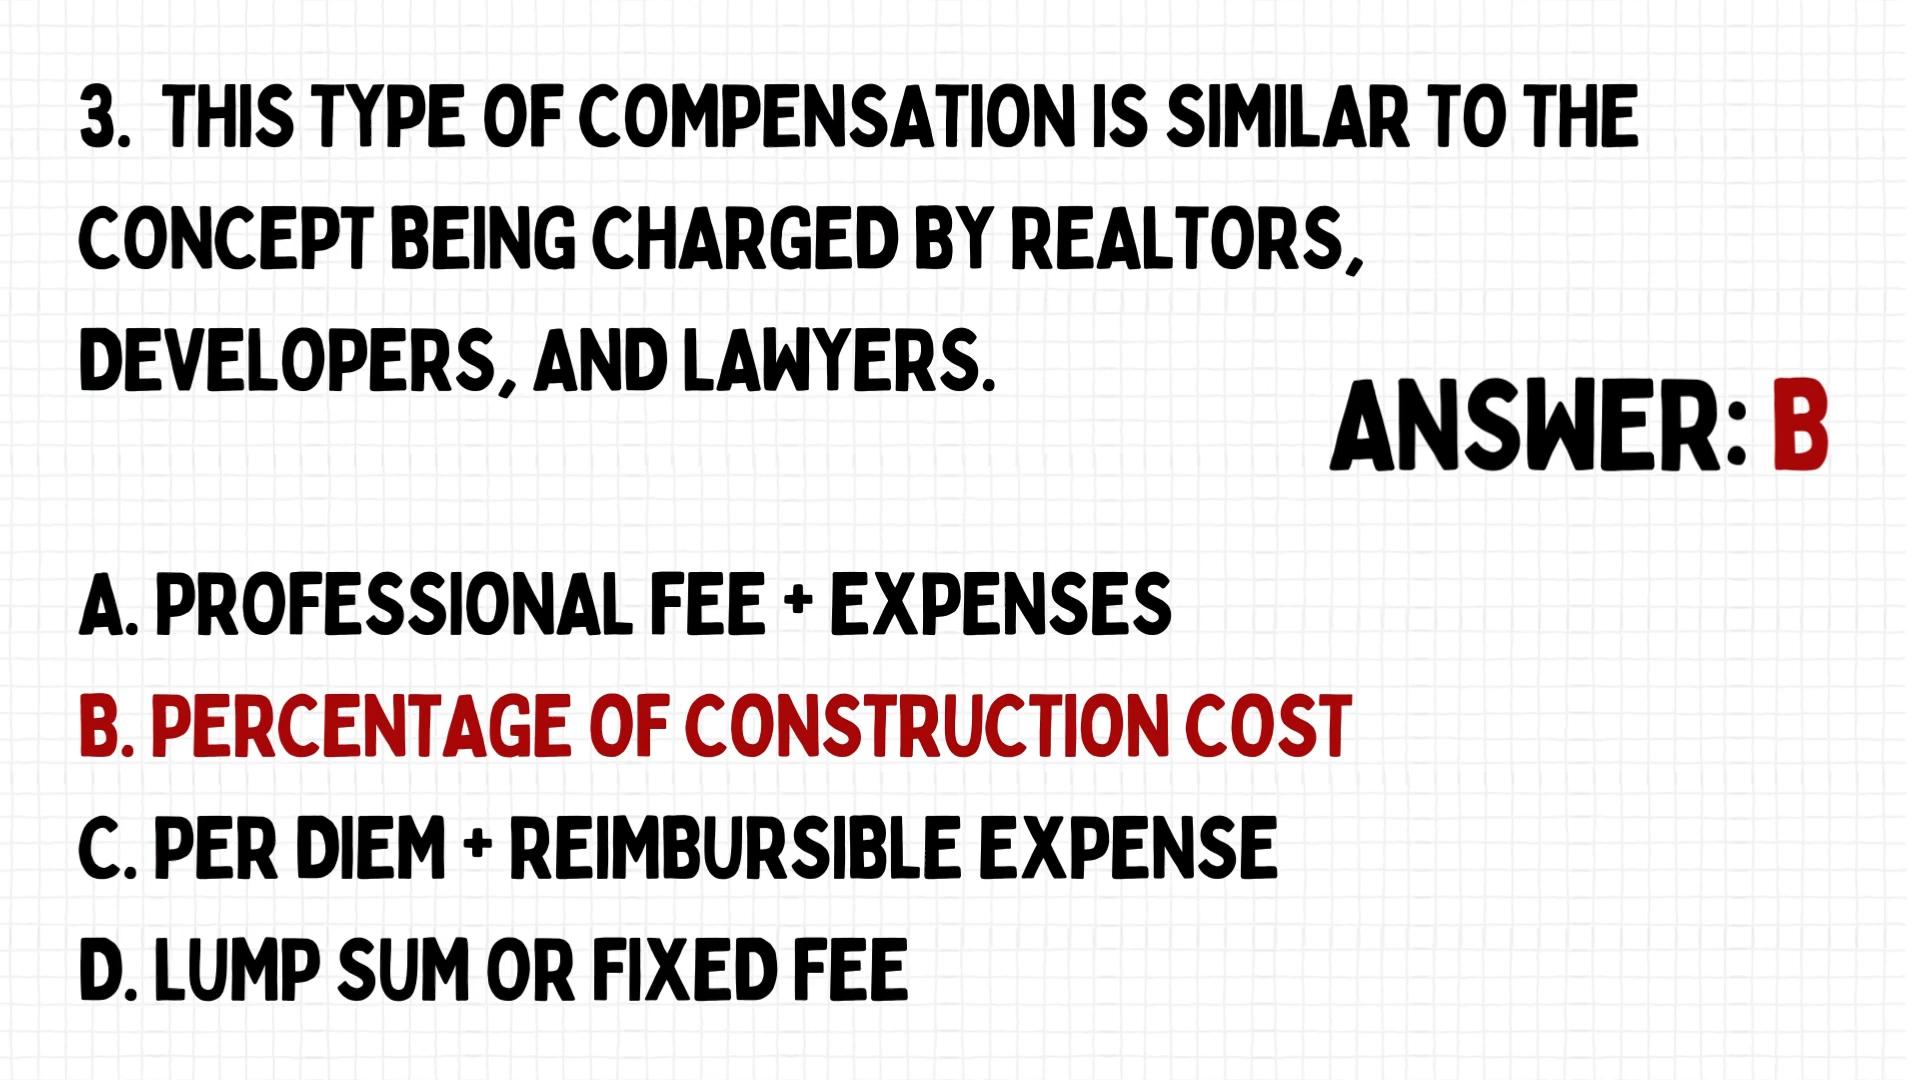 3. THIS TYPE OF COMPENSATION IS SIMILAR TO THE
CONCEPT BEING CHARGED BY REALTORS,
DEVELOPERS, AND LAWYERS.
ANSWER: B
A. PROFESSIONAL FEE + EXPENSES
B. PERCENTAGE OF CONSTRUCTION COST
C. PER DIEM + REIMBURSIBLE EXPENSE
D. LUMP SUM OR FIXED FEE